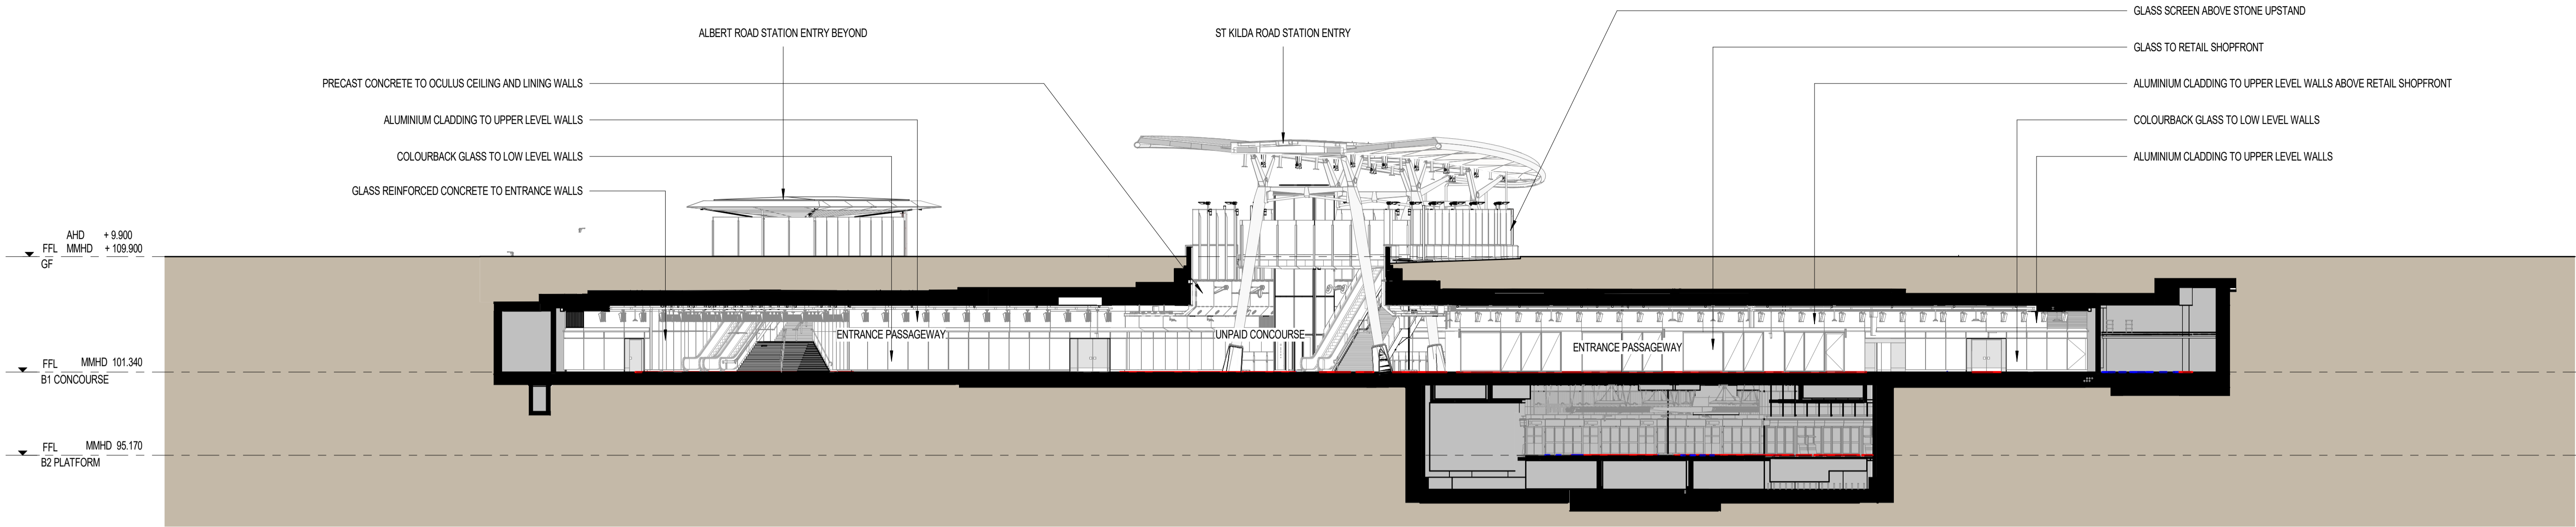 ALBERT ROAD STATION ENTRY BEYOND
ST KILDA ROAD STATION ENTRY
GLASS SCREEN ABOVE STONE UPSTAND
GLASS TO RETAIL SHOPFRONT
PRECAST CONCRETE TO OCULUS CEILING AND LINING WALLS
ALUMINIUM CLADDING TO UPPER LEVEL WALLS ABOVE RETAIL SHOPFRONT
ALUMINIUM CLADDING TO UPPER LEVEL WALLS
COLOURBACK GLASS TO LOW LEVEL WALLS
COLOURBACK GLASS TO LOW LEVEL WALLS
ALUMINIUM CLADDING TO UPPER LEVEL WALLS
GLASS REINFORCED CONCRETE TO ENTRANCE WALLS
AHD + 9.900
FFL MMHD + 109.900
GF
ENTRANCE PASSAGEWAY
UNPAID CONCOURSE
ENTRANCE PASSAGEWAY
FFL MMHD 101.340
B1 CONCOURSE
FFL MMHD 95.170
B2 PLATFORM